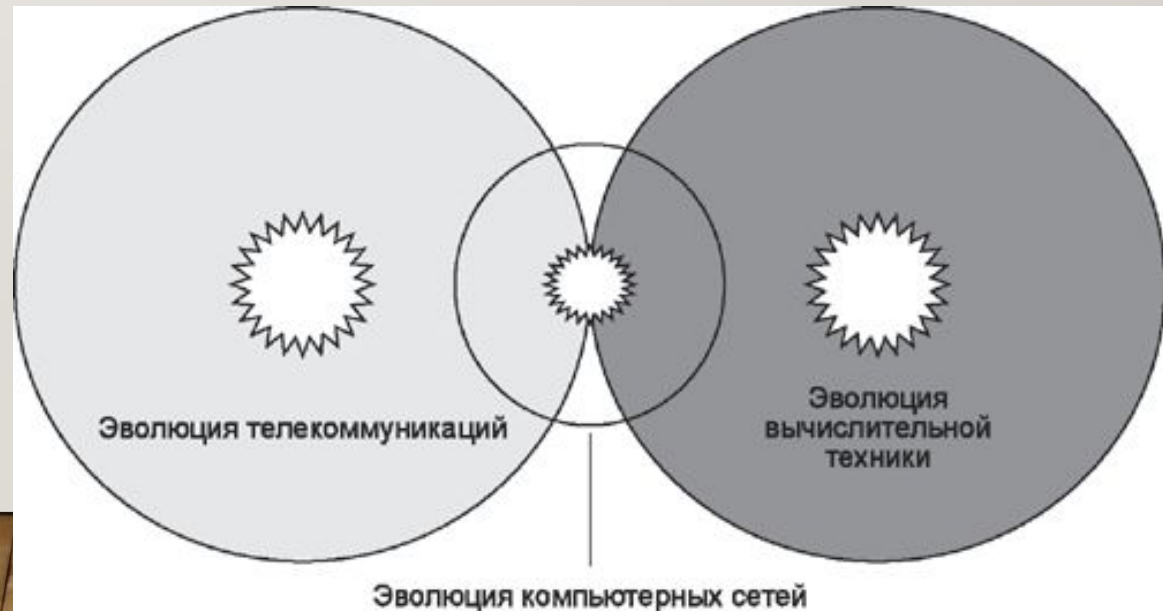 Эволюция телекоммуникаций
Эволюция
вычислительной
техники
Эволюция компьютерных сетей